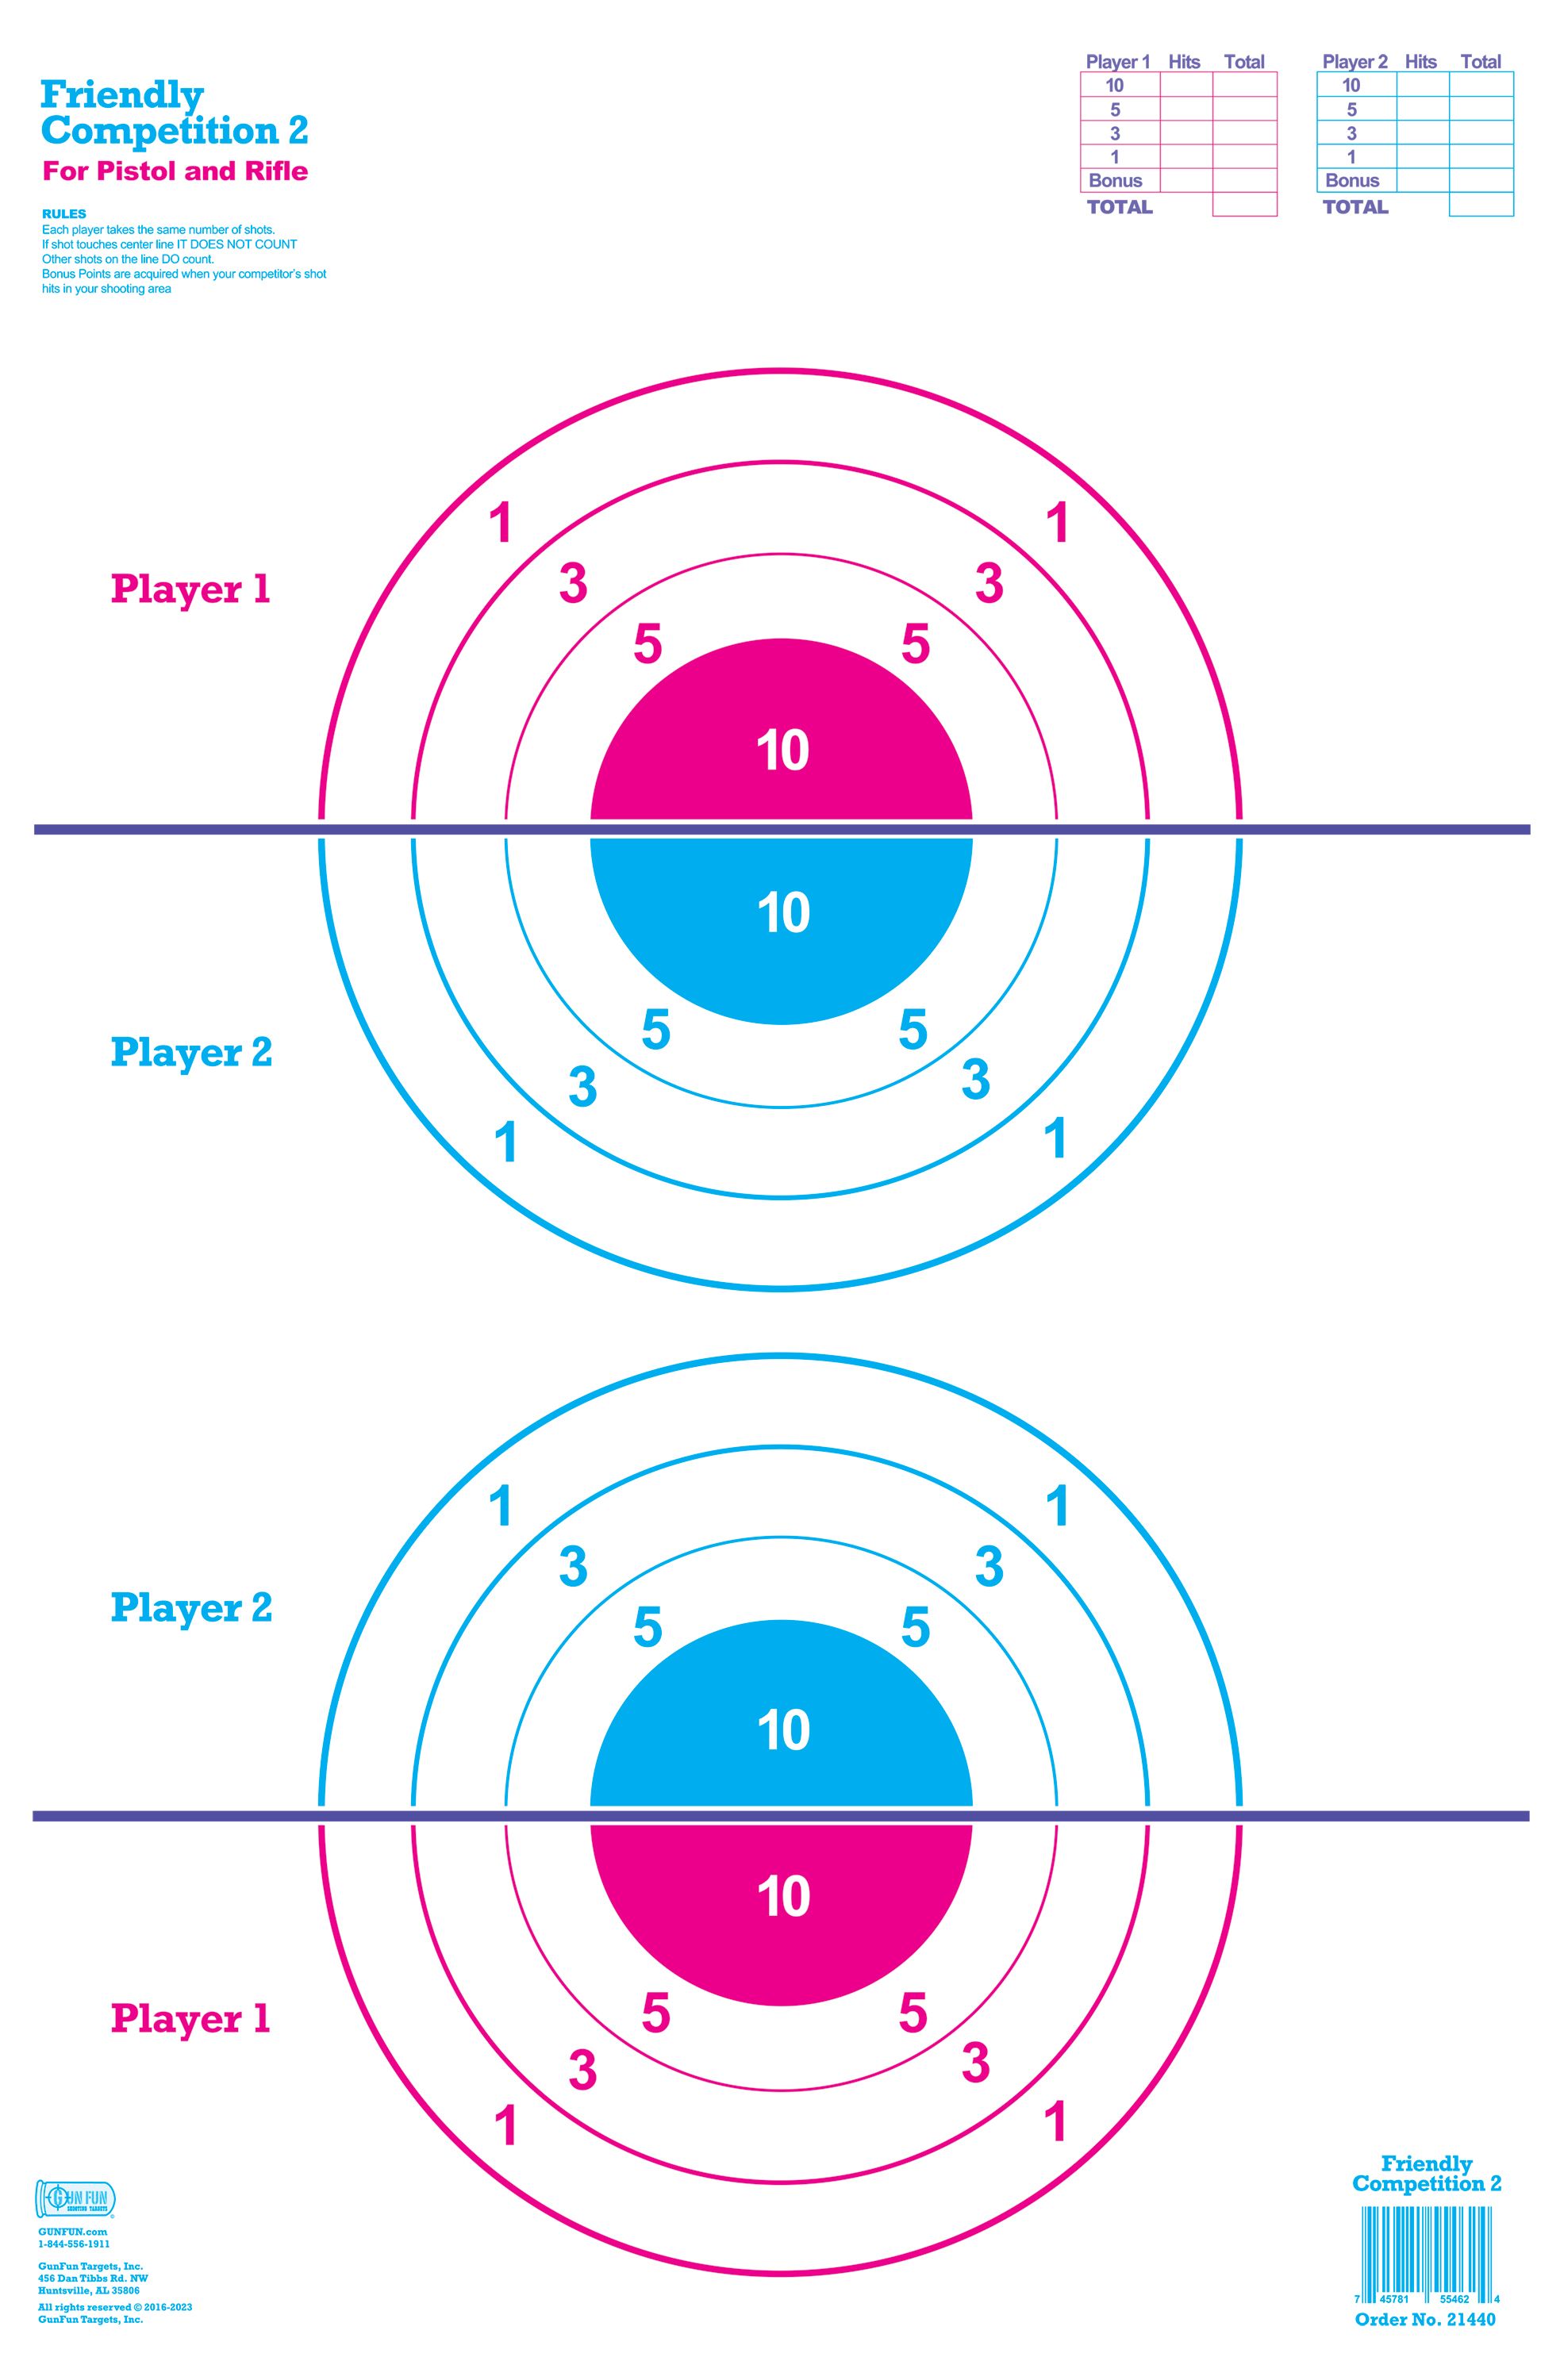 Friendly
Competition 2
For Pistol and Rifle
RULES
Each player takes the same number of shots.
If shot touches center line IT DOES NOT COUNT
Other shots on the line DO count.
Bonus Points are acquired when your competitor's shot
hits in your shooting area
Player 1 Hits Total
10
5
3
1
Bonus
TOTAL
Player 2 Hits Total
10
5
3
1
Bonus
TOTAL
1 1
3 3
Player 1
5 5
10
10
5 5
Player 2
3 3
1 1
1 1
3 3
Player 2
5 5
10
10
5 5
Player 1
3 3
1 1
GUN FUN
SHOOTING TARGETS
®
GUNFUN.com
1-844-556-1911
GunFun Targets, Inc.
456 Dan Tibbs Rd. NW
Huntsville, AL 35806
All rights reserved © 2016-2023
GunFun Targets, Inc.
Friendly
Competition 2
7 45781 55462 4
Order No. 21440